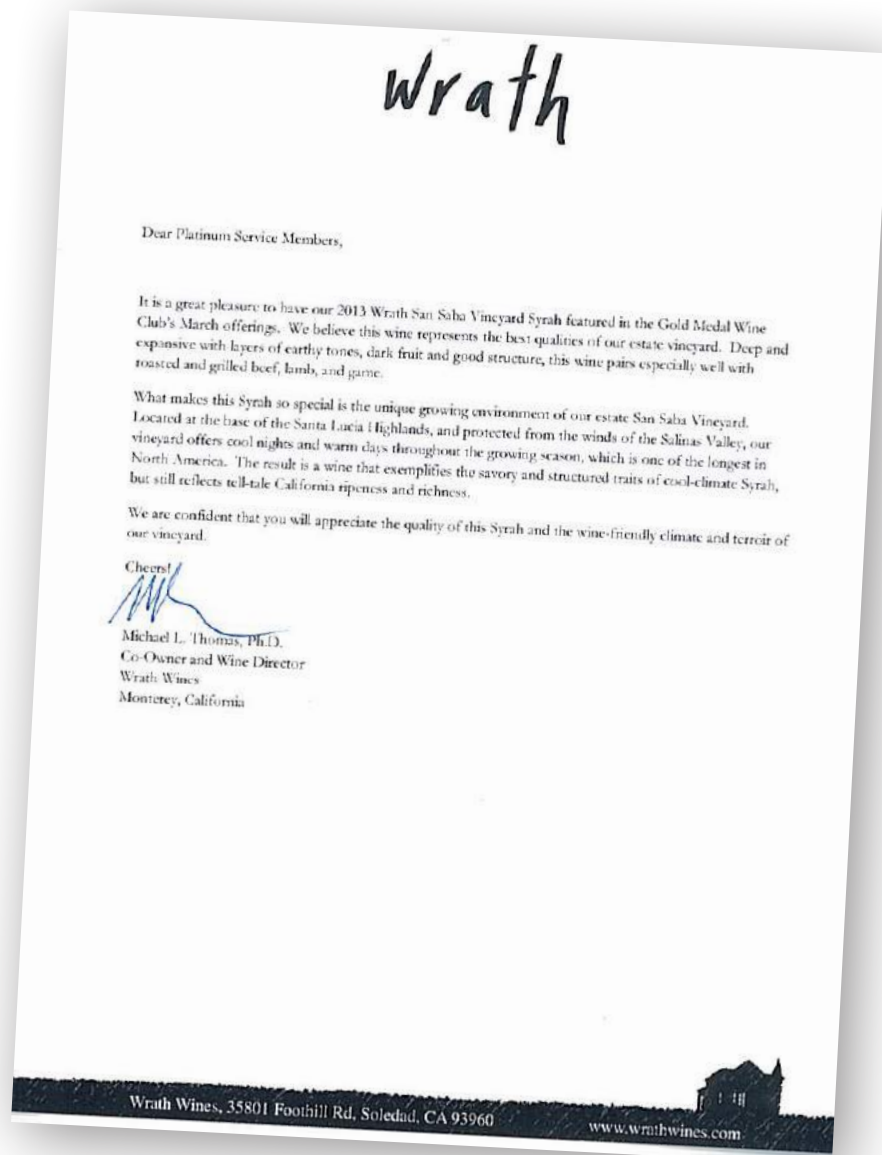 wrath
Dear Platinum Service Members,
It is a great pleasure to have our 2013 Wrath San Saba Vineyard Syrah featured in the Gold Medal Wine
Club's March offerings. We believe this wine represents the best qualities of our estate vineyard. Deep and
expansive with layers of earthy tones, dark fruit and good structure, this wine pairs especially well with
roasted and grilled beef, lamb, and game.
What makes this Syrah so special is the unique growing environment of our estate San Saba Vineyard.
Located at the base of the Santa Lucia Highlands, and protected from the winds of the Salinas Valley, our
vineyard offers cool nights and warm days throughout the growing season, which is one of the longest in
North America. The result is a wine that exemplifies the savory and structured traits of cool-climate Syrah,
but still reflects tell-tale California ripeness and richness.
We are confident that you will appreciate the quality of this Syrah and the wine-friendly climate and terroir of
our vineyard.
Cheers!
Michael L. Thomas, Ph.D.
Co-Owner and Wine Director
Wrath Wines
Monterey, California
Wrath Wines, 35801 Foothill Rd, Soledad, CA 93960
www.wrathwines.com